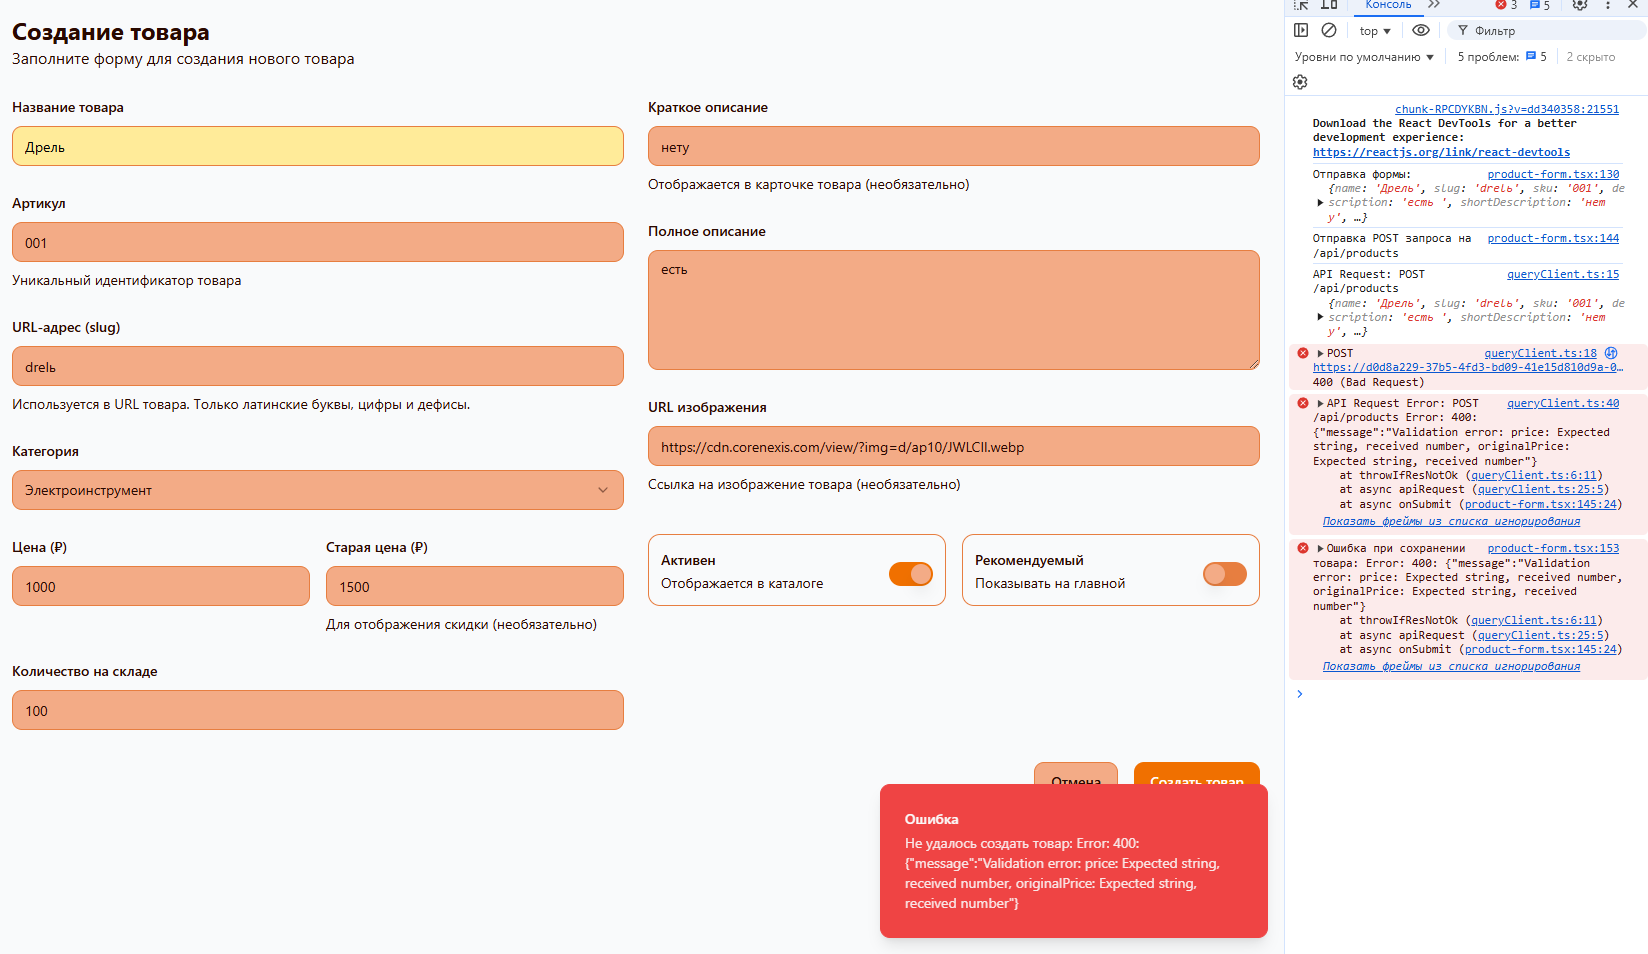 Создание товара
Заполните форму для создания нового товара
Название товара
Дрель
Артикул
001
Уникальный идентификатор товара
URL-адрес (slug)
drelь
Используется в URL товара. Только латинские буквы, цифры и дефисы.
Категория
Электроинструмент
Цена (₽)
1000
Старая цена (₽)
1500
Для отображения скидки (необязательно)
Количество на складе
100
Краткое описание
нету
Отображается в карточке товара (необязательно)
Полное описание
есть
URL изображения
https://cdn.corenexis.com/view/?img=d/ap10/JWLCII.webp
Ссылка на изображение товара (необязательно)
Активен
Отображается в каталоге
Рекомендуемый
Показывать на главной
Отмена
Создать товар
Ошибка
Не удалось создать товар: Error: 400:
{"message":"Validation error: price: Expected string,
received number, originalPrice: Expected string,
received number"}
Консоль
3
5
top
Фильтр
Уровни по умолчанию
5 проблем: 5
2 скрыто
chunk-RPCDYKBN.js?v=dd340358:21551
Download the React DevTools for a better
development experience:
https://reactjs.org/link/react-devtools
Отправка формы: product-form.tsx:130
{name: 'Дрель', slug: 'drelь', sku: '001', de
scription: 'есть ', shortDescription: 'нет
у', …}
Отправка POST запроса на product-form.tsx:144
/api/products
API Request: POST queryClient.ts:15
/api/products
{name: 'Дрель', slug: 'drelь', sku: '001', de
scription: 'есть ', shortDescription: 'нет
у', …}
POST queryClient.ts:18
https://d0d8a229-37b5-4fd3-bd09-41e15d810d9a-0…
400 (Bad Request)
API Request Error: POST queryClient.ts:40
/api/products Error: 400:
{"message":"Validation error: price: Expected
string, received number, originalPrice:
Expected string, received number"}
at throwIfResNotOk (queryClient.ts:6:11)
at async apiRequest (queryClient.ts:25:5)
at async onSubmit (product-form.tsx:145:24)
Показать фреймы из списка игнорирования
Ошибка при сохранении product-form.tsx:153
товара: Error: 400: {"message":"Validation
error: price: Expected string, received number,
originalPrice: Expected string, received
number"}
at throwIfResNotOk (queryClient.ts:6:11)
at async apiRequest (queryClient.ts:25:5)
at async onSubmit (product-form.tsx:145:24)
Показать фреймы из списка игнорирования